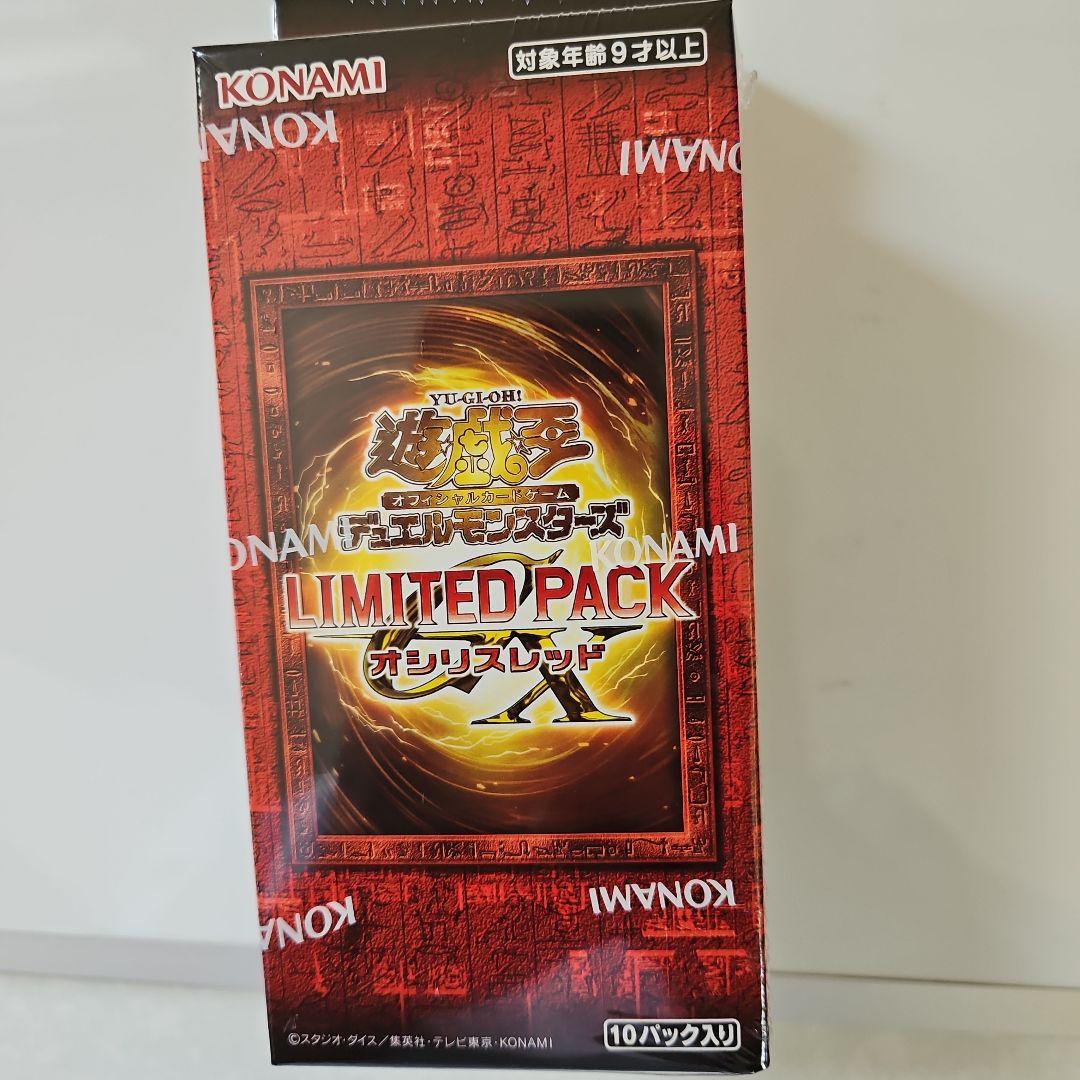 KONAMI
対象年齢9才以上
KONAMI
KONAMI
YU-GI-OH!
遊戯王
オフィシャルカードゲーム
デュエルモンスターズ
KONAMI
KONAMI
LIMITED PACK
GX
オシリスレッド
KONAMI
KONAMI
©スタジオ・ダイス/集英社・テレビ東京・KONAMI
10パック入り